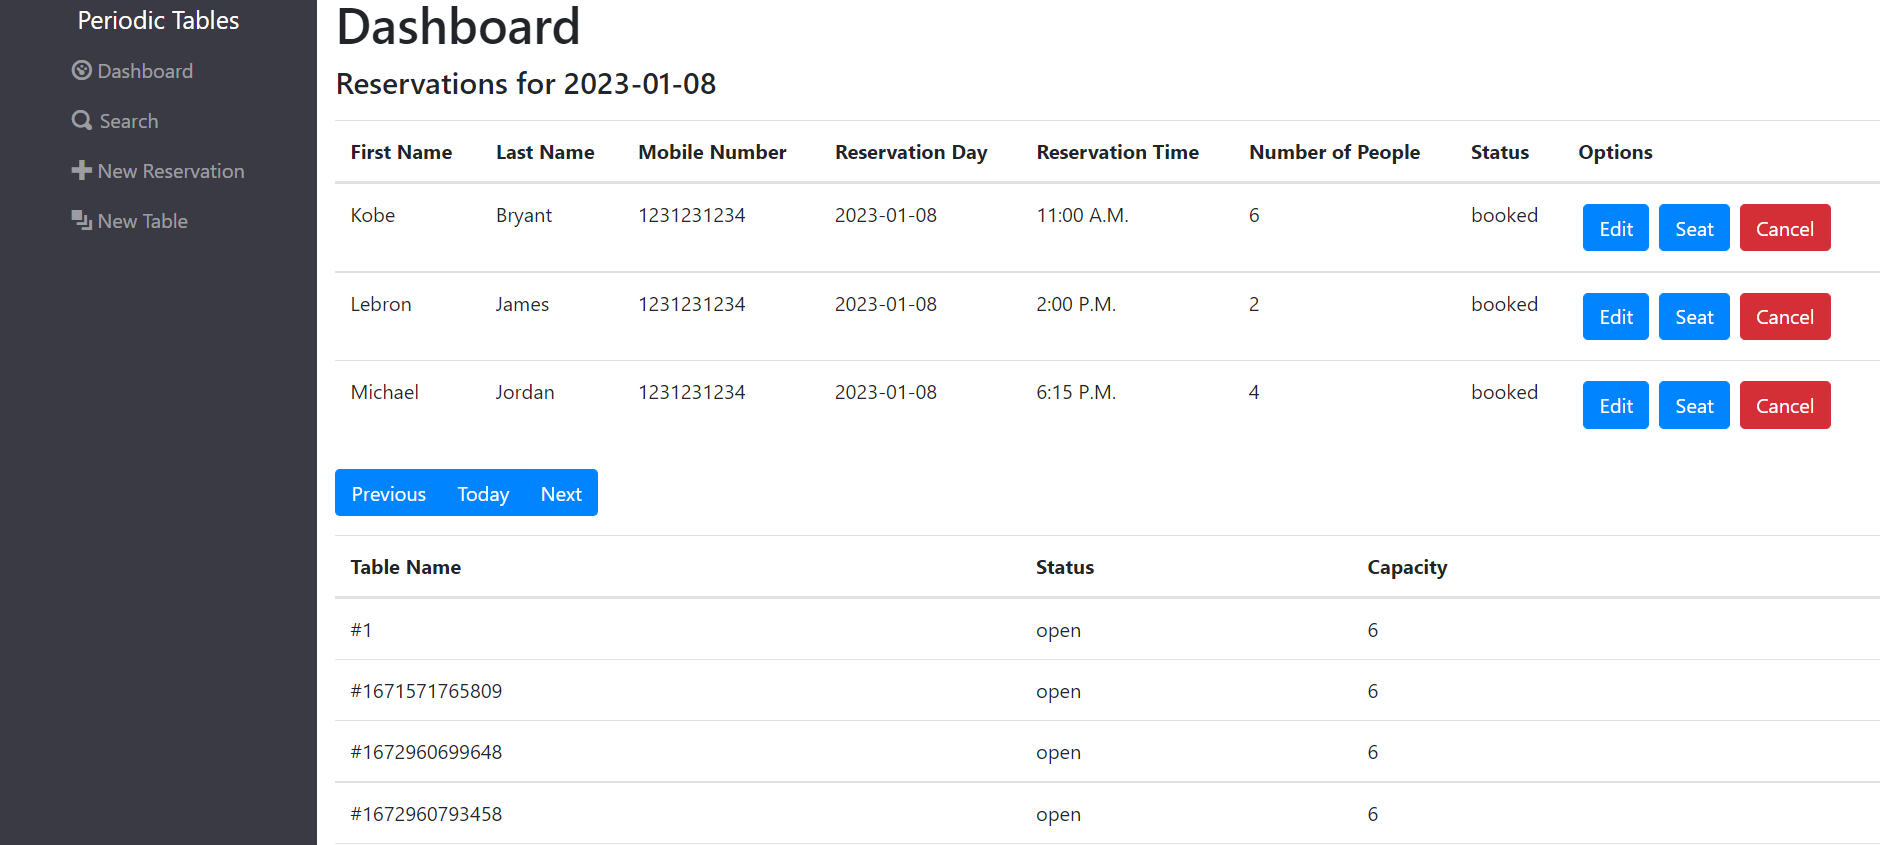 Periodic Tables
Dashboard
Search
New Reservation
New Table
Dashboard
Reservations for 2023-01-08
First Name Last Name Mobile Number Reservation Day Reservation Time Number of People Status Options
Kobe Bryant 1231231234 2023-01-08 11:00 A.M. 6 booked Edit Seat Cancel
Lebron James 1231231234 2023-01-08 2:00 P.M. 2 booked Edit Seat Cancel
Michael Jordan 1231231234 2023-01-08 6:15 P.M. 4 booked Edit Seat Cancel
Previous Today Next
Table Name Status Capacity
#1 open 6
#1671571765809 open 6
#1672960699648 open 6
#1672960793458 open 6